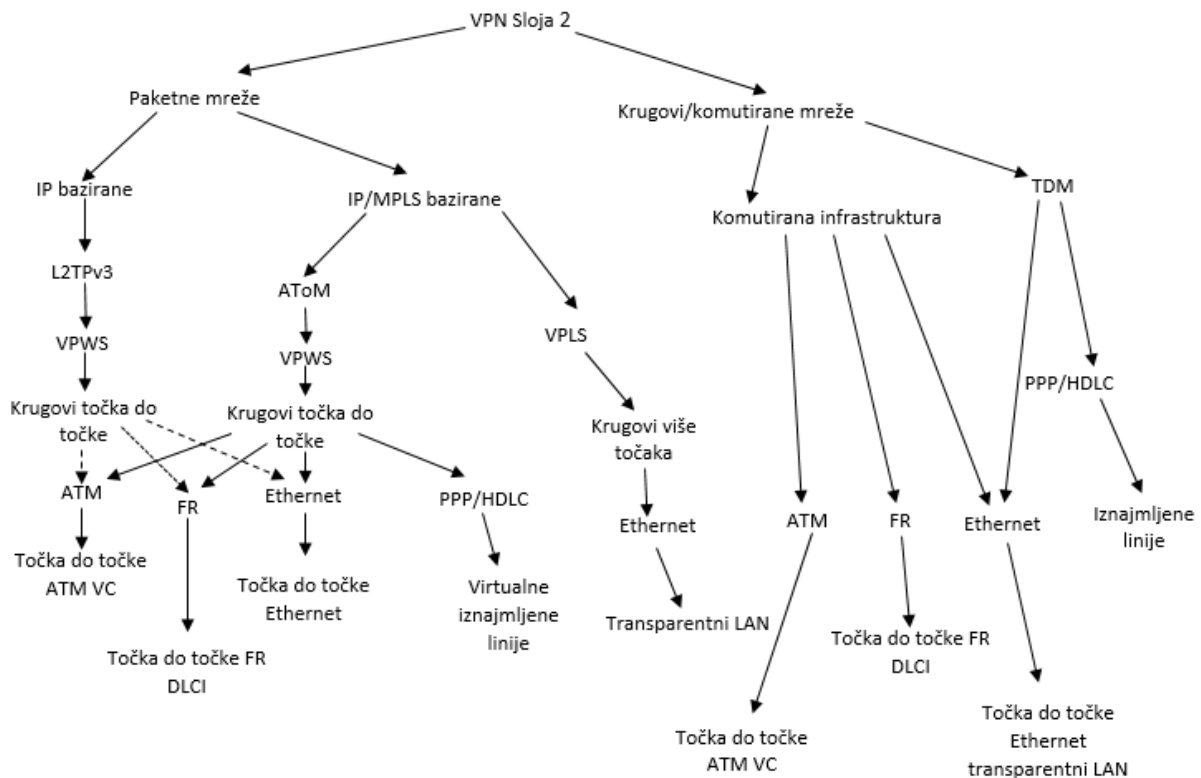 VPN Sloja 2
Paketne mreže
Krugovi/komutirane mreže
IP bazirane
IP/MPLS bazirane
TDM
Komutirana infrastruktura
L2TPv3
AToM
VPLS
VPWS
VPWS
PPP/HDLC
Krugovi točka do
točke
Krugovi točka do
točke
Krugovi više
točaka
ATM
FR
Ethernet
PPP/HDLC
Ethernet
ATM
FR
Ethernet
Iznajmljene
linije
Točka do točke
ATM VC
Točka do točke
Ethernet
Virtualne
iznajmljene
linije
Transparentni LAN
Točka do točke FR
DLCI
Točka do točke FR
DLCI
Točka do točke
ATM VC
Točka do točke
Ethernet
transparentni LAN